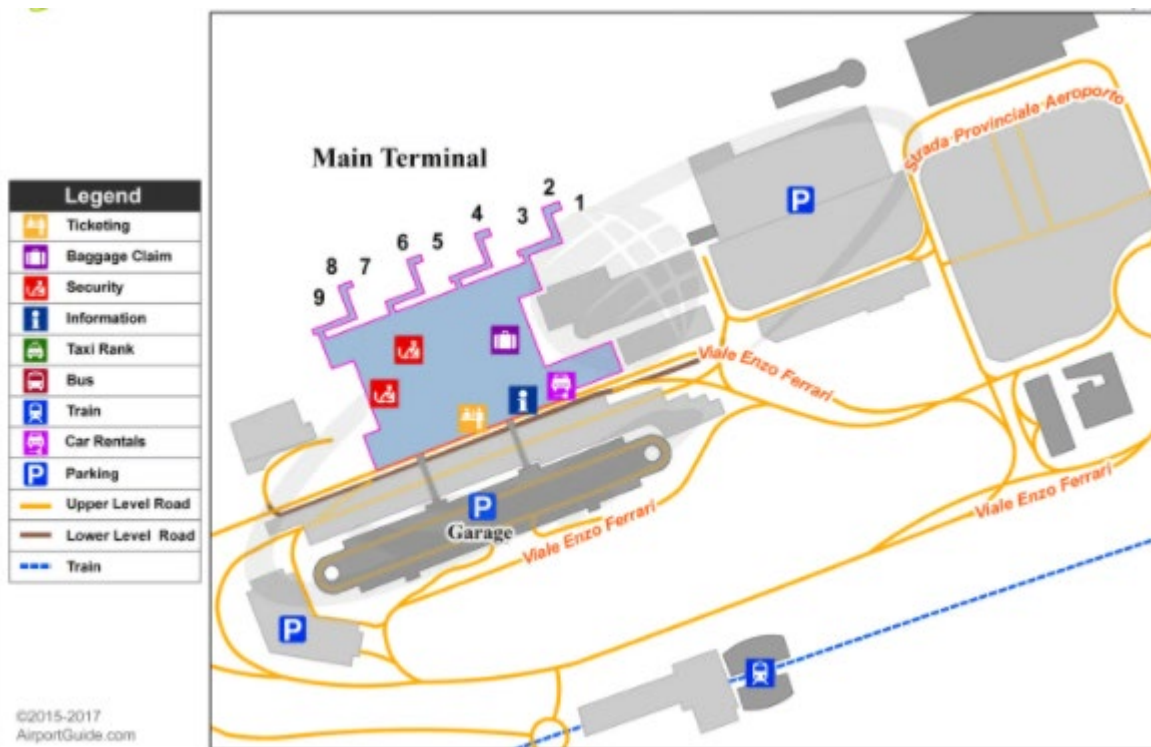 Main Terminal
Strada Provinciale Aeroporto
2
1
3
4
5
6
7
8
9
P
Viale Enzo Ferrari
P
Garage
Viale Enzo Ferrari
Viale Enzo Ferrari
P
Legend
Ticketing
Baggage Claim
Security
Information
Taxi Rank
Bus
Train
Car Rentals
P Parking
Upper Level Road
Lower Level Road
Train
©2015-2017
AirportGuide.com